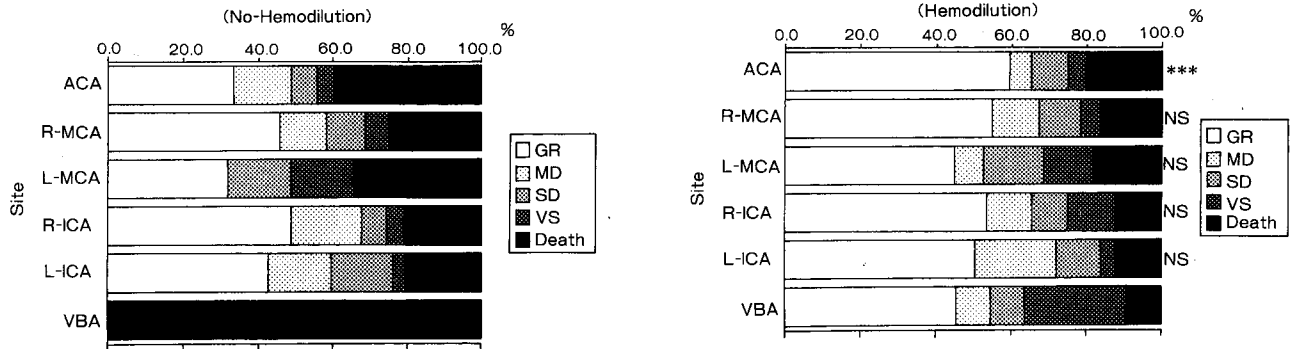 (No-Hemodilution)
%
0.0 20.0 40.0 60.0 80.0 100.0
Site
ACA
R-MCA
L-MCA
R-ICA
L-ICA
VBA
GR
MD
SD
VS
Death
(Hemodilution)
%
0.0 20.0 40.0 60.0 80.0 100.0
Site
ACA ***
R-MCA NS
L-MCA NS
R-ICA NS
L-ICA NS
VBA
GR
MD
SD
VS
Death